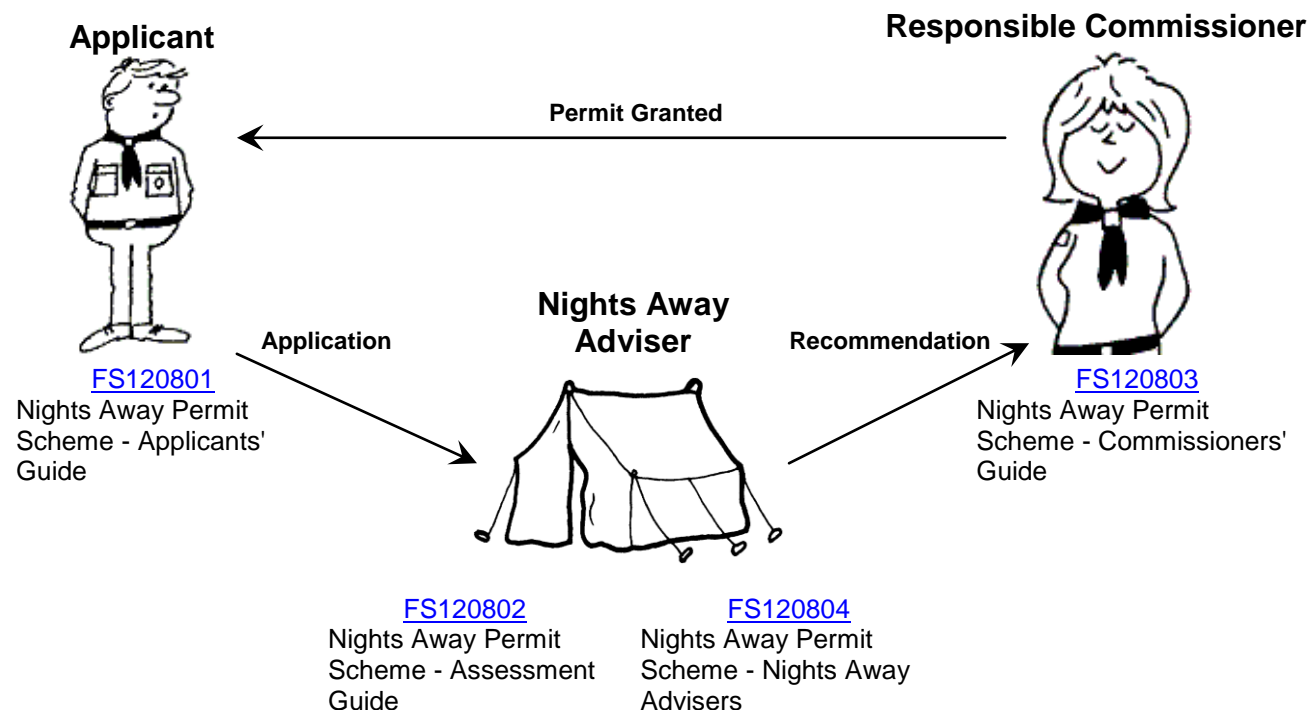 Applicant
Responsible Commissioner
Permit Granted
Nights Away
Adviser
Application
Recommendation
FS120801
Nights Away Permit
Scheme - Applicants'
Guide
FS120803
Nights Away Permit
Scheme - Commissioners'
Guide
FS120802
Nights Away Permit
Scheme - Assessment
Guide
FS120804
Nights Away Permit
Scheme - Nights Away
Advisers